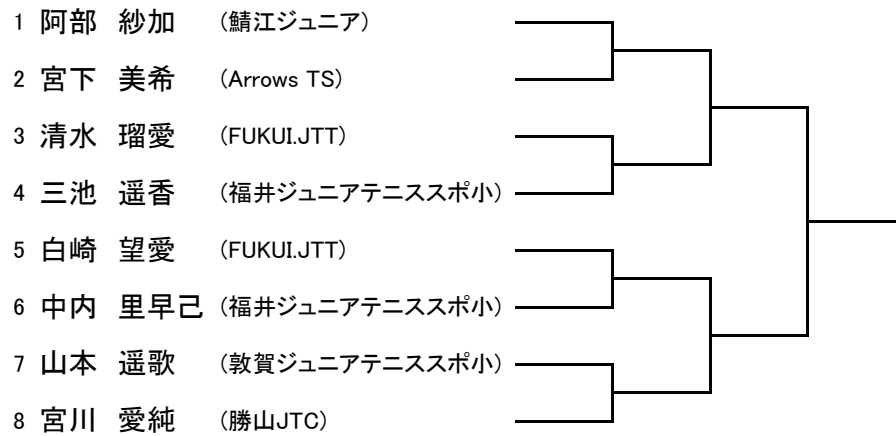 1 阿部 紗加 (鯖江ジュニア)
2 宮下 美希 (Arrows TS)
3 清水 瑠愛 (FUKUI.JTT)
4 三池 遥香 (福井ジュニアテニススポ小)
5 白崎 望愛 (FUKUI.JTT)
6 中内 里早己 (福井ジュニアテニススポ小)
7 山本 遥歌 (敦賀ジュニアテニススポ小)
8 宮川 愛純 (勝山JTC)